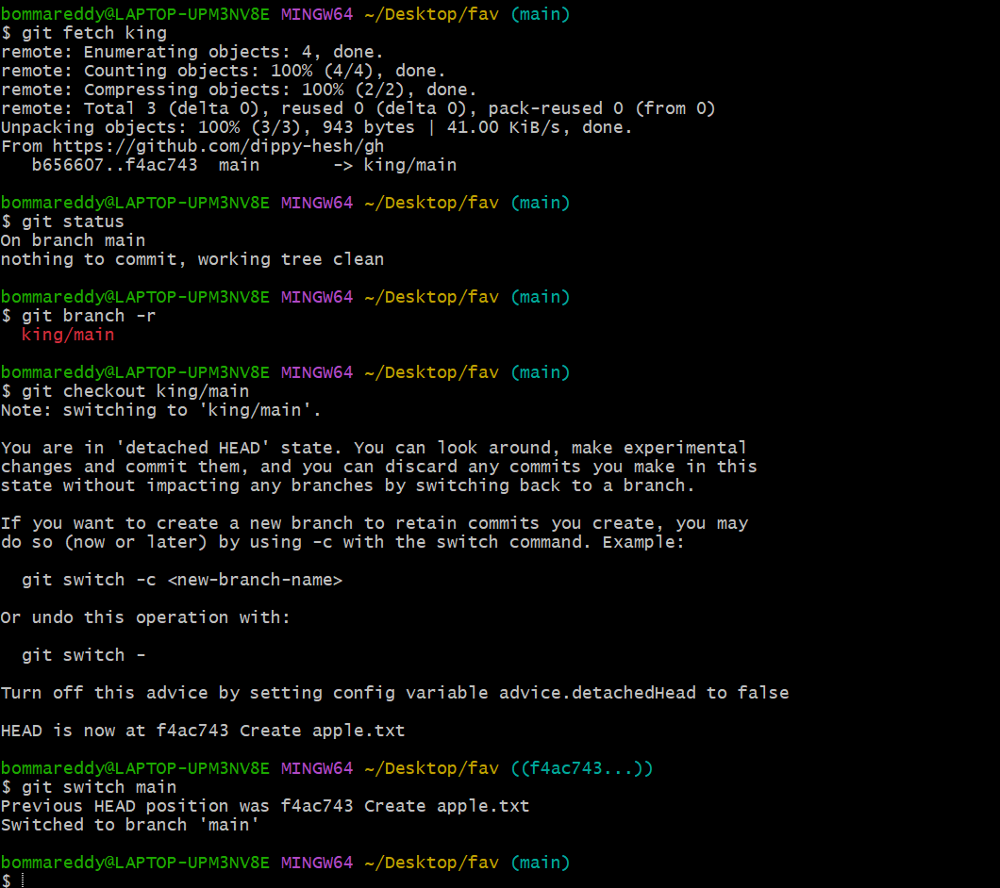 bommareddy@LAPTOP-UPM3NV8E MINGW64 ~/Desktop/fav (main)
$ git fetch king
remote: Enumerating objects: 4, done.
remote: Counting objects: 100% (4/4), done.
remote: Compressing objects: 100% (2/2), done.
remote: Total 3 (delta 0), reused 0 (delta 0), pack-reused 0 (from 0)
Unpacking objects: 100% (3/3), 943 bytes | 41.00 KiB/s, done.
From https://github.com/dippy-hesh/gh
   b656607..f4ac743  main       -> king/main

bommareddy@LAPTOP-UPM3NV8E MINGW64 ~/Desktop/fav (main)
$ git status
On branch main
nothing to commit, working tree clean

bommareddy@LAPTOP-UPM3NV8E MINGW64 ~/Desktop/fav (main)
$ git branch -r
  king/main

bommareddy@LAPTOP-UPM3NV8E MINGW64 ~/Desktop/fav (main)
$ git checkout king/main
Note: switching to 'king/main'.

You are in 'detached HEAD' state. You can look around, make experimental
changes and commit them, and you can discard any commits you make in this
state without impacting any branches by switching back to a branch.

If you want to create a new branch to retain commits you create, you may
do so (now or later) by using -c with the switch command. Example:

  git switch -c <new-branch-name>

Or undo this operation with:

  git switch -

Turn off this advice by setting config variable advice.detachedHead to false

HEAD is now at f4ac743 Create apple.txt

bommareddy@LAPTOP-UPM3NV8E MINGW64 ~/Desktop/fav ((f4ac743...))
$ git switch main
Previous HEAD position was f4ac743 Create apple.txt
Switched to branch 'main'

bommareddy@LAPTOP-UPM3NV8E MINGW64 ~/Desktop/fav (main)
$